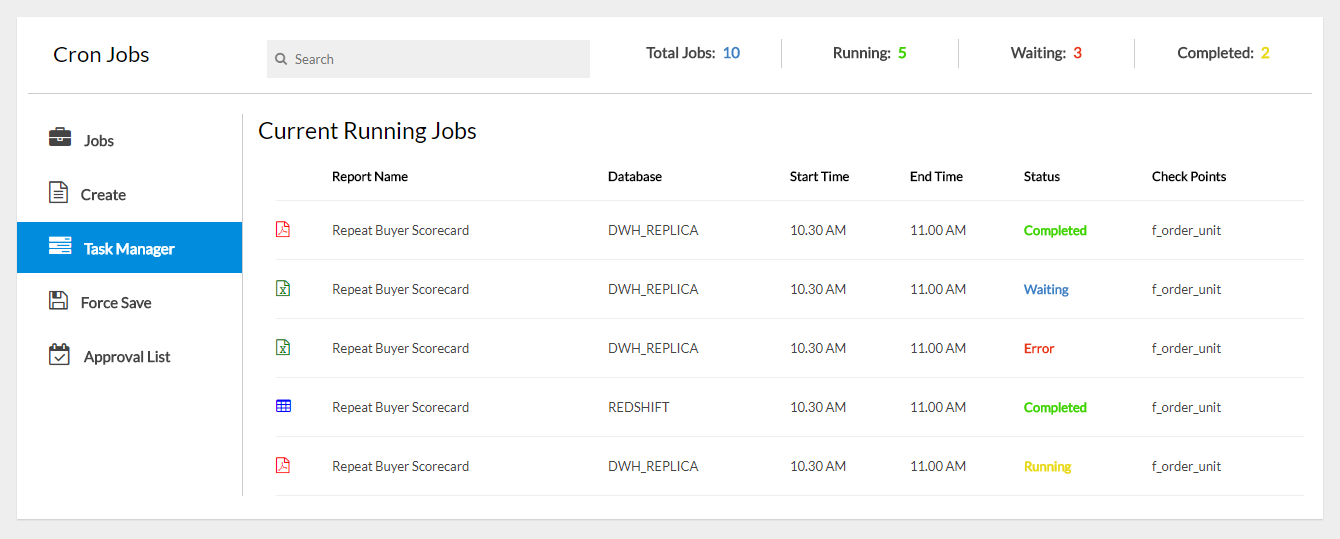 Cron Jobs
Search
Total Jobs: 10
Running: 5
Waiting: 3
Completed: 2
Jobs
Create
Task Manager
Force Save
Approval List
Current Running Jobs
Report Name Database Start Time End Time Status Check Points
Repeat Buyer Scorecard DWH_REPLICA 10.30 AM 11.00 AM Completed f_order_unit
Repeat Buyer Scorecard DWH_REPLICA 10.30 AM 11.00 AM Waiting f_order_unit
Repeat Buyer Scorecard DWH_REPLICA 10.30 AM 11.00 AM Error f_order_unit
Repeat Buyer Scorecard REDSHIFT 10.30 AM 11.00 AM Completed f_order_unit
Repeat Buyer Scorecard DWH_REPLICA 10.30 AM 11.00 AM Running f_order_unit